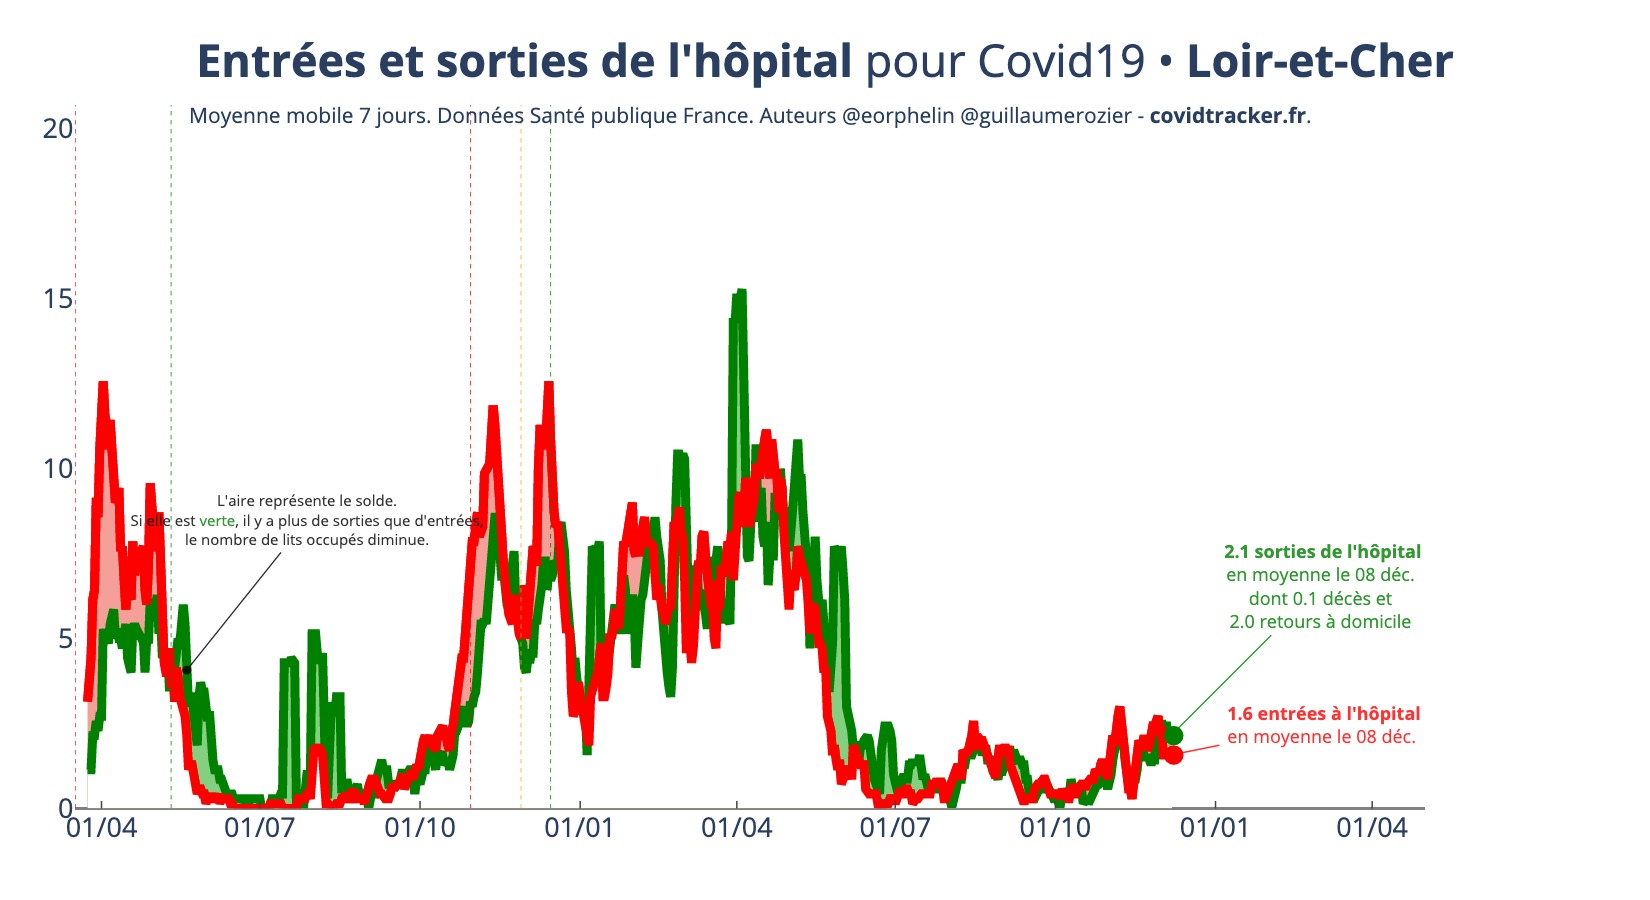 Entrées et sorties de l'hôpital pour Covid19 • Loir-et-Cher
Moyenne mobile 7 jours. Données Santé publique France. Auteurs @eorphelin @guillaumerozier - covidtracker.fr.
20
15
10
5
0
L'aire représente le solde.
Si elle est verte, il y a plus de sorties que d'entrées,
le nombre de lits occupés diminue.
2.1 sorties de l'hôpital
en moyenne le 08 déc.
dont 0.1 décès et
2.0 retours à domicile
1.6 entrées à l'hôpital
en moyenne le 08 déc.
01/04 01/07 01/10 01/01 01/04 01/07 01/10 01/01 01/04